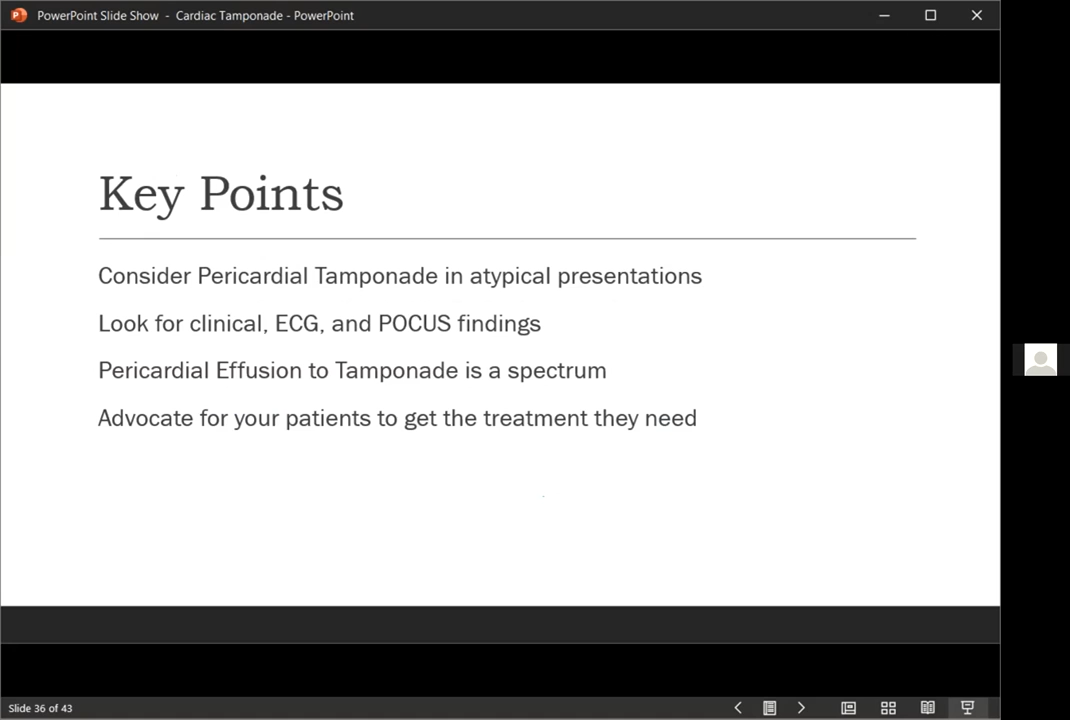 PowerPoint Slide Show - Cardiac Tamponade - PowerPoint
Key Points
Consider Pericardial Tamponade in atypical presentations
Look for clinical, ECG, and POCUS findings
Pericardial Effusion to Tamponade is a spectrum
Advocate for your patients to get the treatment they need
Slide 36 of 43